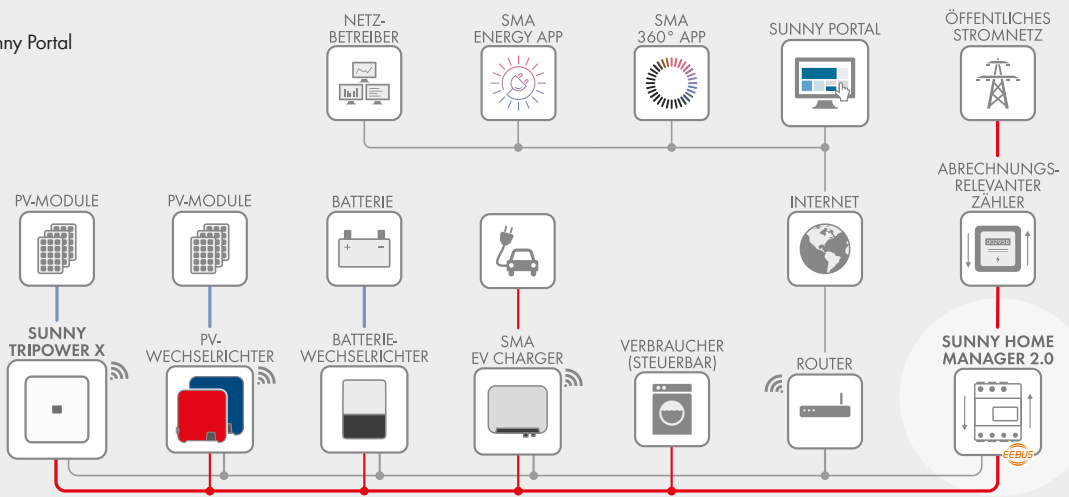 NETZ-
BETREIBER
SMA
ENERGY APP
SMA
360° APP
SUNNY PORTAL
ÖFFENTLICHES
STROMNETZ
nny Portal
PV-MODULE
PV-MODULE
BATTERIE
INTERNET
ABRECHNUNGS-
RELEVANTER
ZÄHLER
SUNNY
TRIPOWER X
PV-
WECHSELRICHTER
BATTERIE-
WECHSELRICHTER
SMA
EV CHARGER
VERBRAUCHER
(STEUERBAR)
ROUTER
SUNNY HOME
MANAGER 2.0
EEBUS